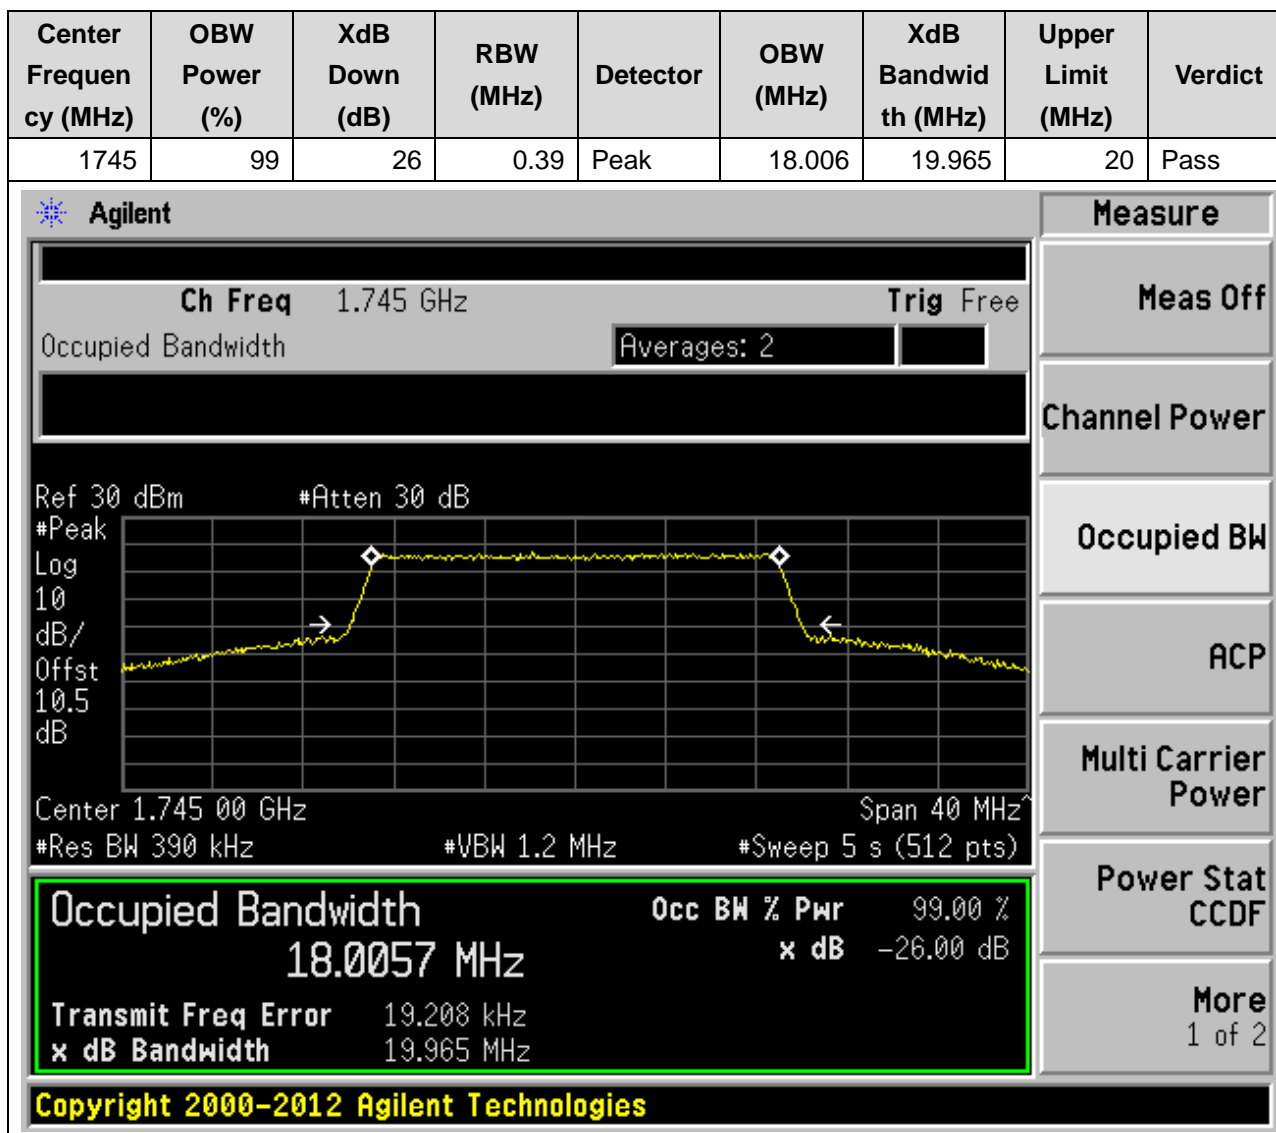 Center Frequen cy (MHz) OBW Power (%) XdB Down (dB) RBW (MHz) Detector OBW (MHz) XdB Bandwid th (MHz) Upper Limit (MHz) Verdict
1745 99 26 0.39 Peak 18.006 19.965 20 Pass
Agilent
Measure
Ch Freq 1.745 GHz Trig Free
Meas Off
Occupied Bandwidth Averages: 2
Channel Power
Ref 30 dBm #Atten 30 dB
#Peak
Log
10
dB/
Offst
10.5
dB
Occupied BW
ACP
Multi Carrier
Power
Center 1.745 00 GHz Span 40 MHz^
#Res BW 390 kHz #VBW 1.2 MHz #Sweep 5 s (512 pts)
Power Stat
CCDF
Occupied Bandwidth Occ BW % Pwr 99.00 %
18.0057 MHz x dB -26.00 dB
Transmit Freq Error 19.208 kHz
x dB Bandwidth 19.965 MHz
More
1 of 2
Copyright 2000-2012 Agilent Technologies